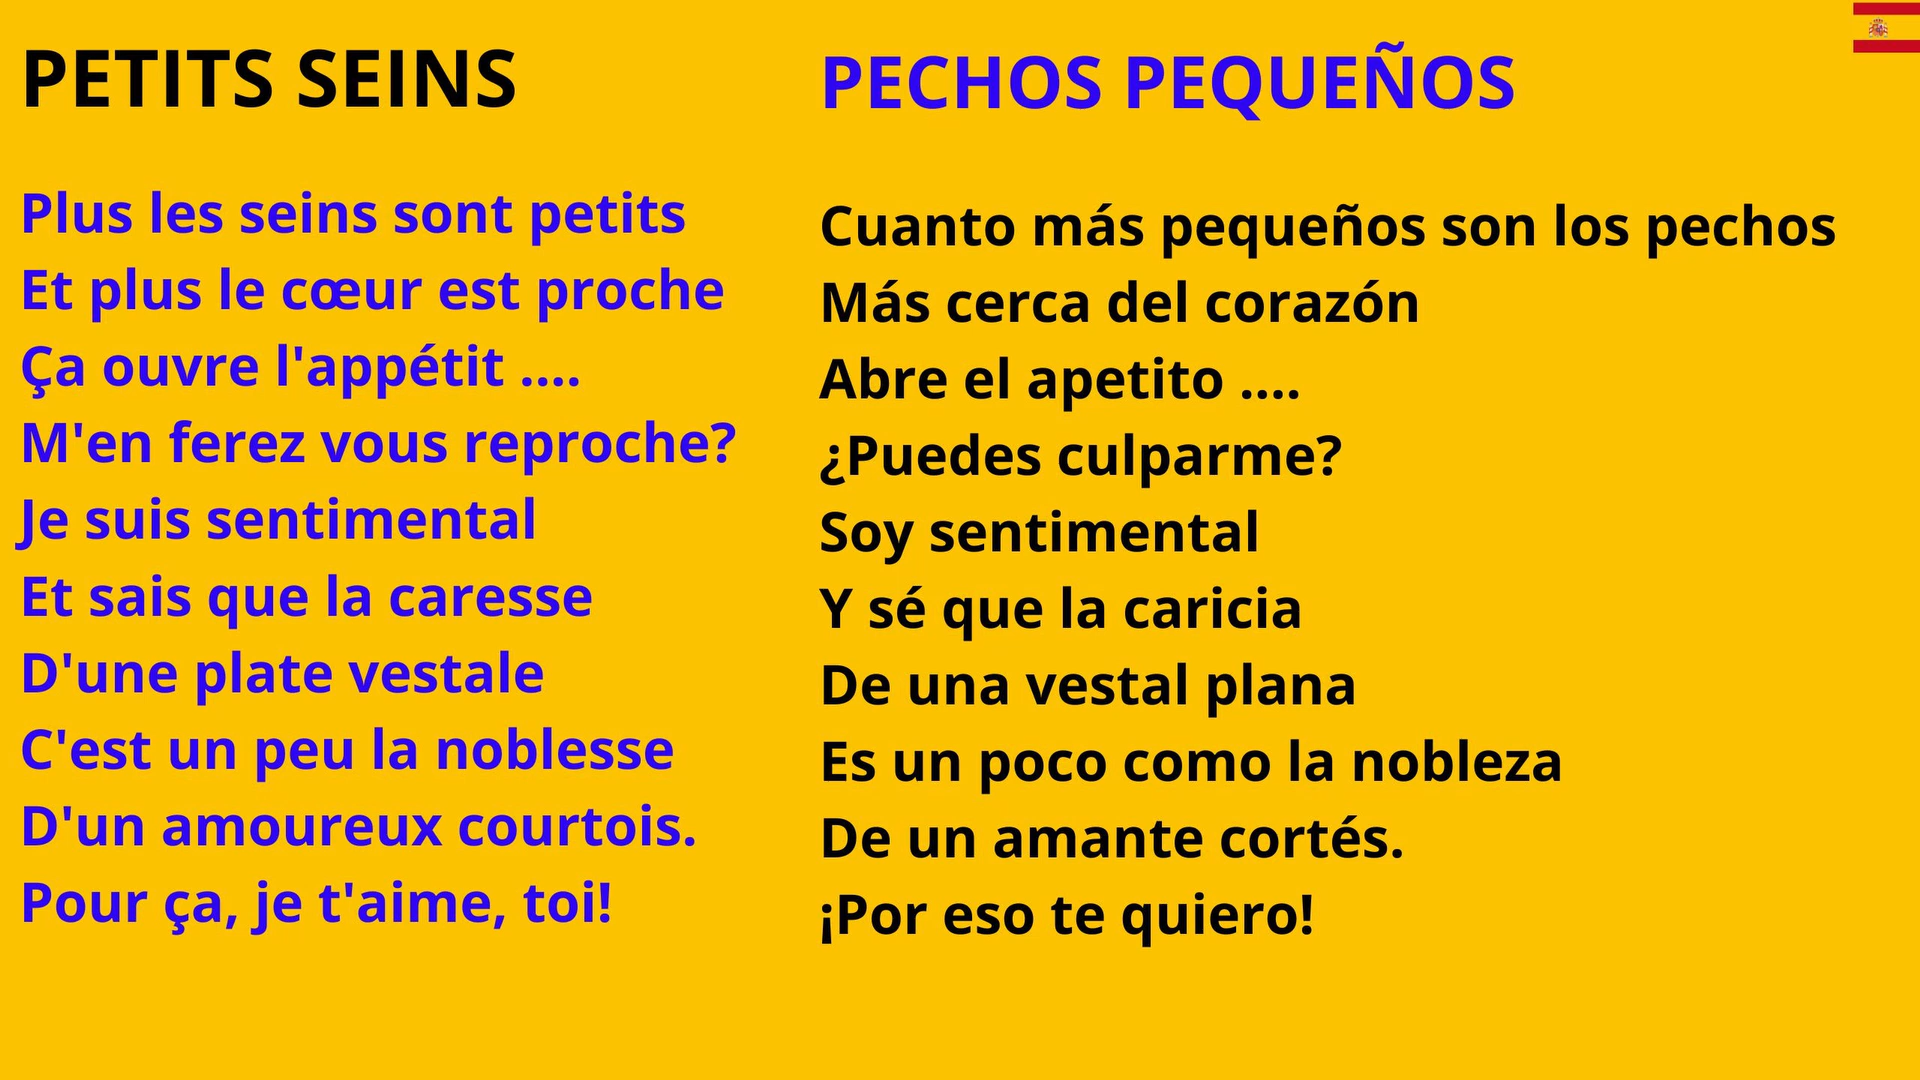 PETITS SEINS
Plus les seins sont petits
Et plus le cœur est proche
Ça ouvre l'appétit ....
M'en ferez vous reproche?
Je suis sentimental
Et sais que la caresse
D'une plate vestale
C'est un peu la noblesse
D'un amoureux courtois.
Pour ça, je t'aime, toi!
PECHOS PEQUEÑOS
Cuanto más pequeños son los pechos
Más cerca del corazón
Abre el apetito ....
¿Puedes culparme?
Soy sentimental
Y sé que la caricia
De una vestal plana
Es un poco como la nobleza
De un amante cortés.
¡Por eso te quiero!